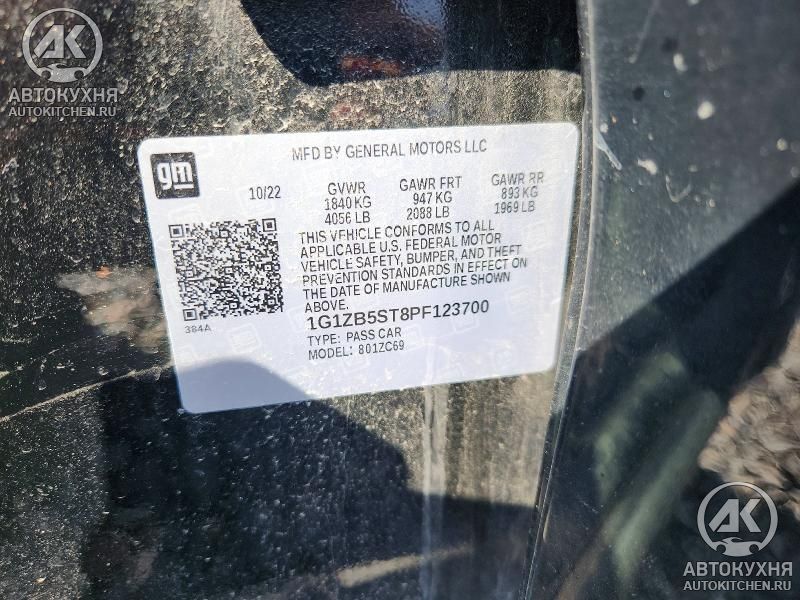 AK
АВТОКУХНЯ
AUTOKITCHEN.RU
gm
MFD BY GENERAL MOTORS LLC
10/22 GVWR GAWR FRT GAWR RR
1840 KG 947 KG 893 KG
4056 LB 2088 LB 1969 LB
THIS VEHICLE CONFORMS TO ALL
APPLICABLE U.S. FEDERAL MOTOR
VEHICLE SAFETY, BUMPER, AND THEFT
PREVENTION STANDARDS IN EFFECT ON
THE DATE OF MANUFACTURE SHOWN
ABOVE.
384A
1G1ZB5ST8PF123700
TYPE: PASS CAR
MODEL: 801ZC69
AK
АВТОКУХНЯ
AUTOKITCHEN.RU